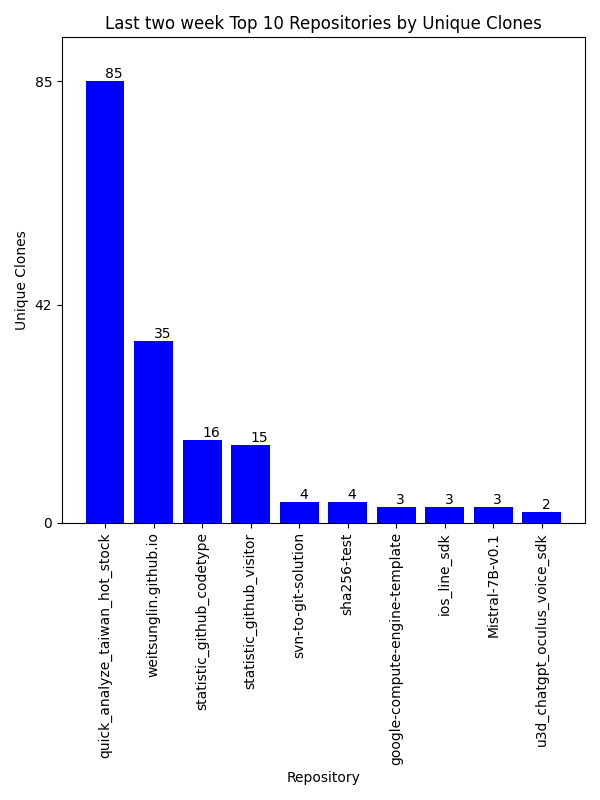 Last two week Top 10 Repositories by Unique Clones
85
42
0
Unique Clones
85
35
16
15
4
4
3
3
3
2
quick_analyze_taiwan_hot_stock
weitsunglin.github.io
statistic_github_codetype
statistic_github_visitor
svn-to-git-solution
sha256-test
google-compute-engine-template
ios_line_sdk
Mistral-7B-v0.1
u3d_chatgpt_oculus_voice_sdk
Repository